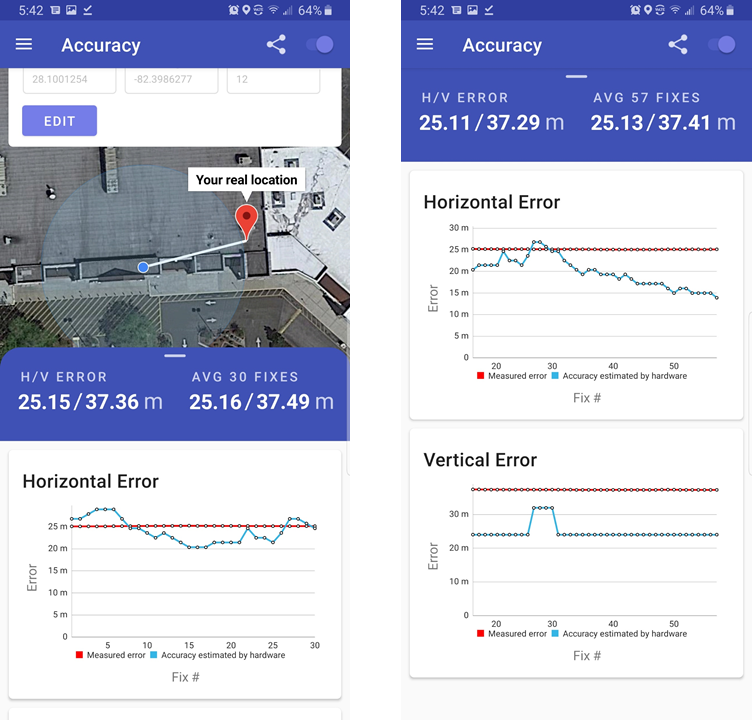 5:42
64%
Accuracy
28.1001254 -82.3986277 12
EDIT
Your real location
H/V ERROR AVG 30 FIXES
25.15/37.36 m 25.16/37.49 m
Horizontal Error
25 m
20 m
15 m
10 m
5 m
0
Error
5 10 15 20 25 30
Measured error Accuracy estimated by hardware
Fix #
5:42
64%
Accuracy
H/V ERROR AVG 57 FIXES
25.11/37.29 m 25.13/37.41 m
Horizontal Error
30 m
25 m
20 m
15 m
10 m
5 m
0
Error
20 30 40 50
Measured error Accuracy estimated by hardware
Fix #
Vertical Error
30 m
20 m
10 m
0
Error
20 30 40 50
Measured error Accuracy estimated by hardware
Fix #